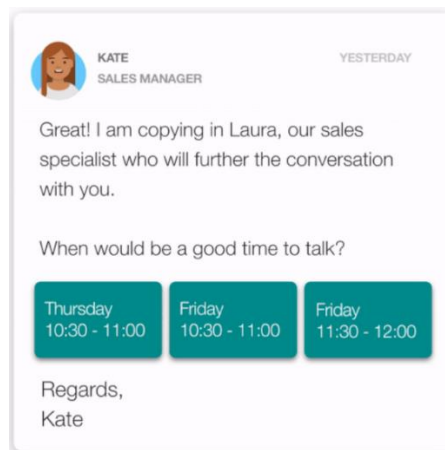 KATE
YESTERDAY
SALES MANAGER
Great! I am copying in Laura, our sales
specialist who will further the conversation
with you.
When would be a good time to talk?
Thursday
10:30 - 11:00
Friday
10:30 - 11:00
Friday
11:30 - 12:00
Regards,
Kate